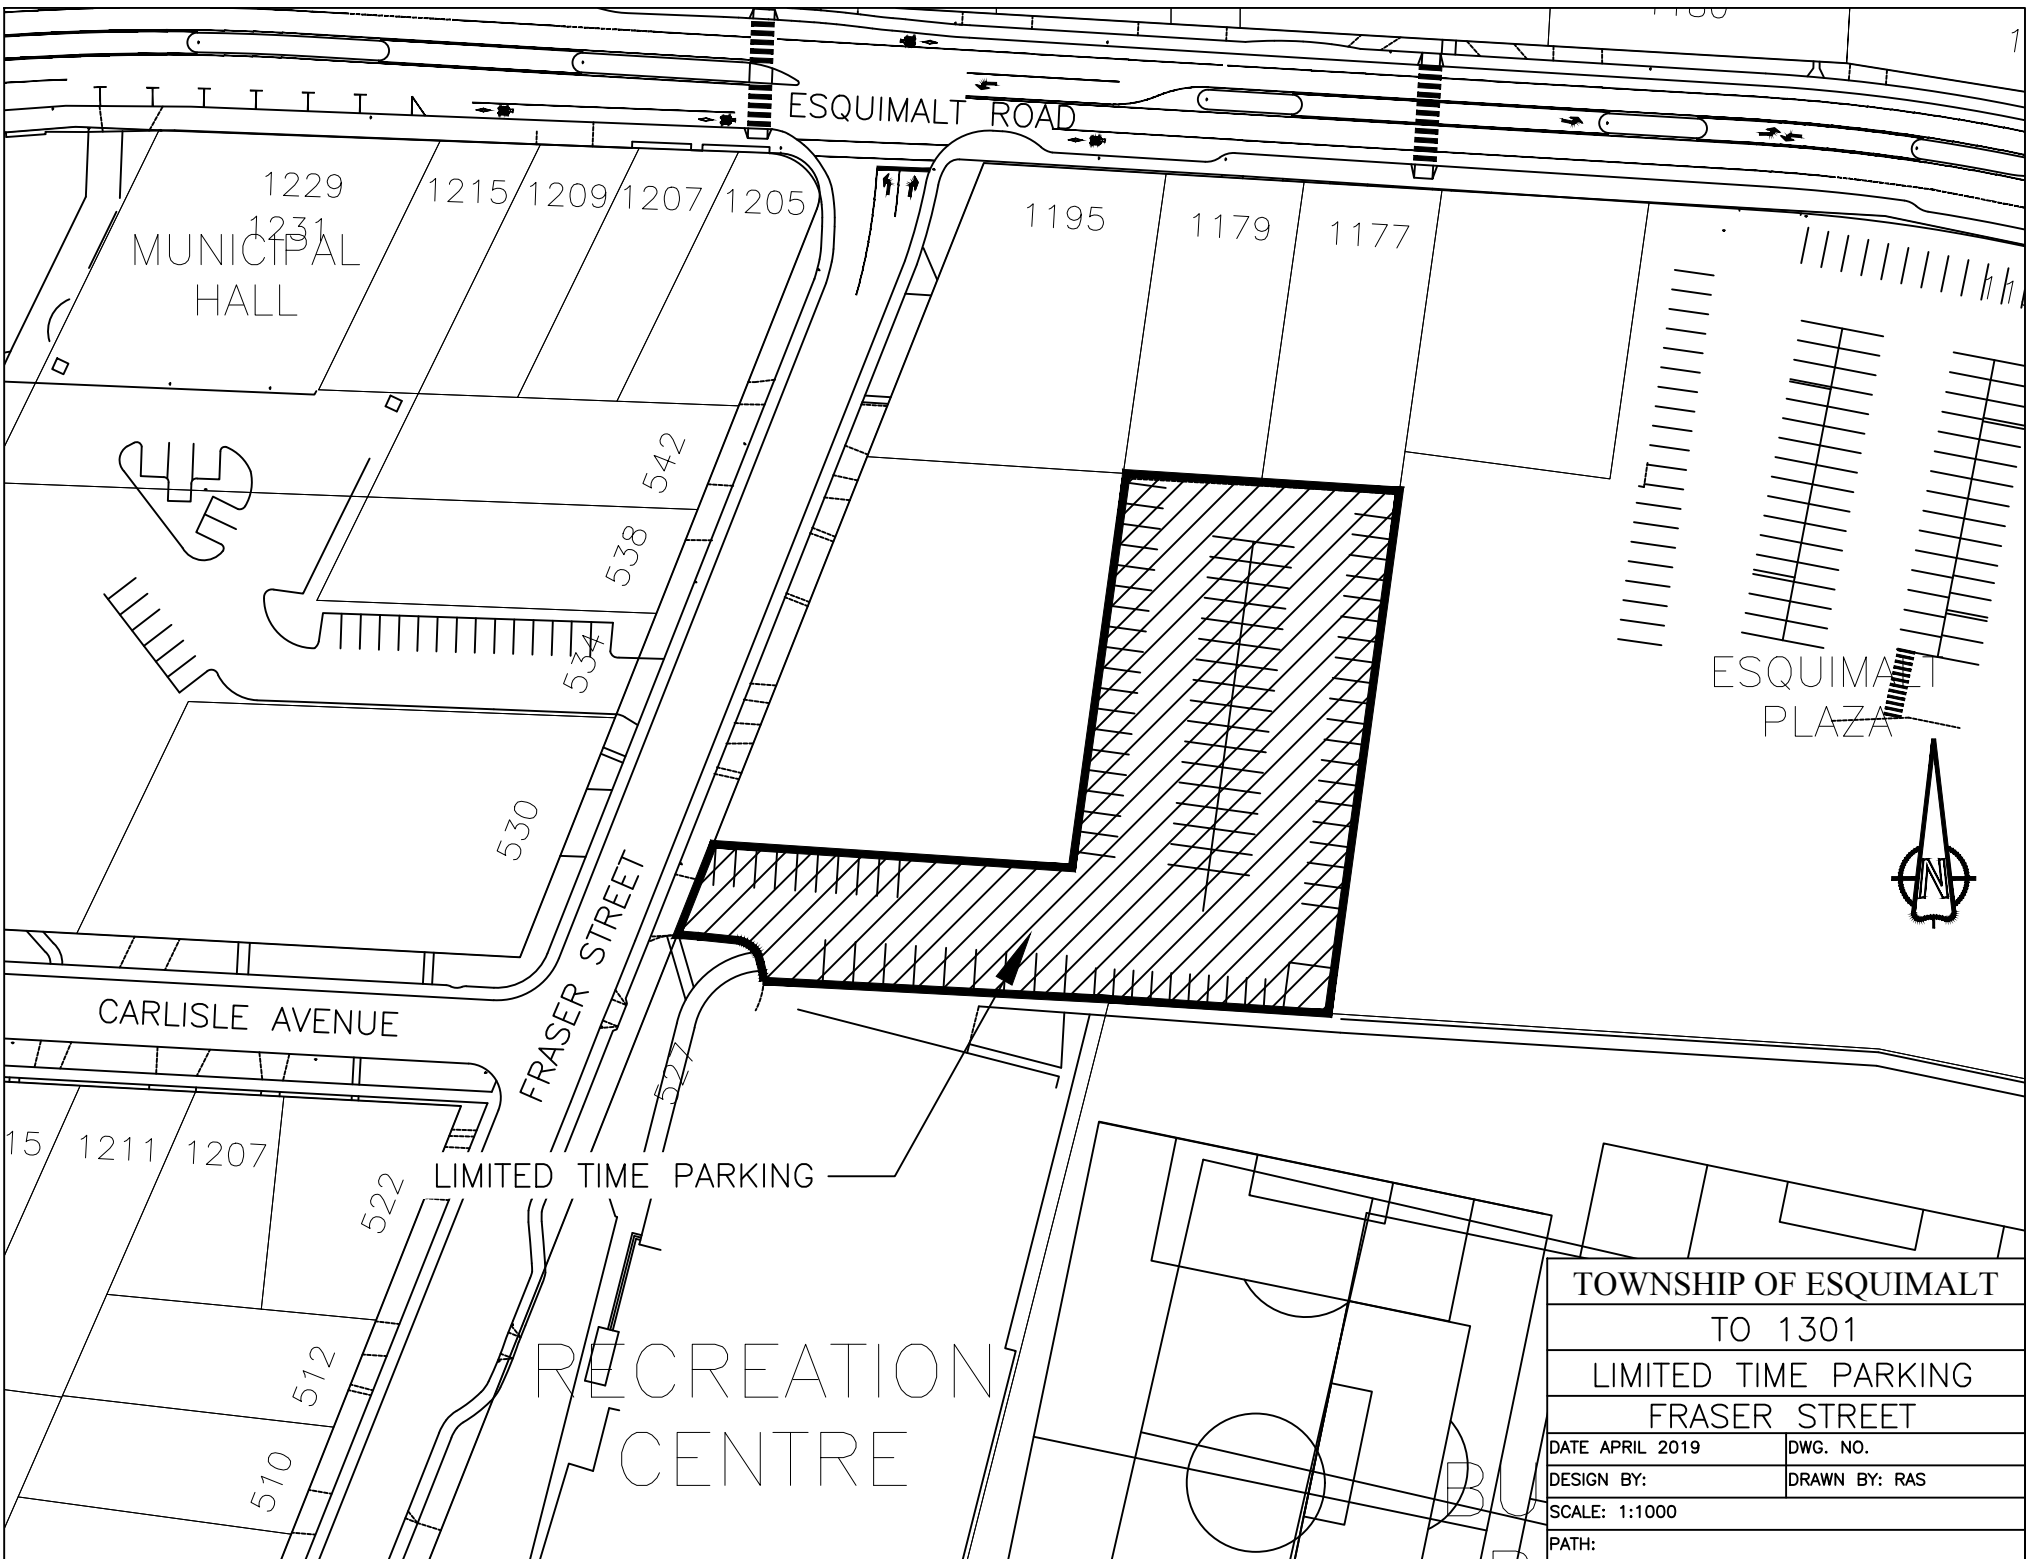 ESQUIMALT ROAD
1229
1231
MUNICIPAL
HALL
1215
1209
1207
1205
1195
1179
1177
542
538
534
530
ESQUIMALT
PLAZA
N
FRASER STREET
CARLISLE AVENUE
527
15
1211
1207
522
LIMITED TIME PARKING
512
510
RECREATION
CENTRE
TOWNSHIP OF ESQUIMALT
TO 1301
LIMITED TIME PARKING
FRASER STREET
DATE APRIL 2019
DWG. NO.
DESIGN BY:
DRAWN BY: RAS
SCALE: 1:1000
PATH: